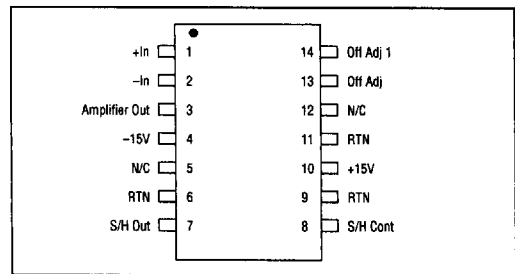 +In 1 14 Off Adj 1
–In 2 13 Off Adj
Amplifier Out 3 12 N/C
–15V 4 11 RTN
N/C 5 10 +15V
RTN 6 9 RTN
S/H Out 7 8 S/H Cont